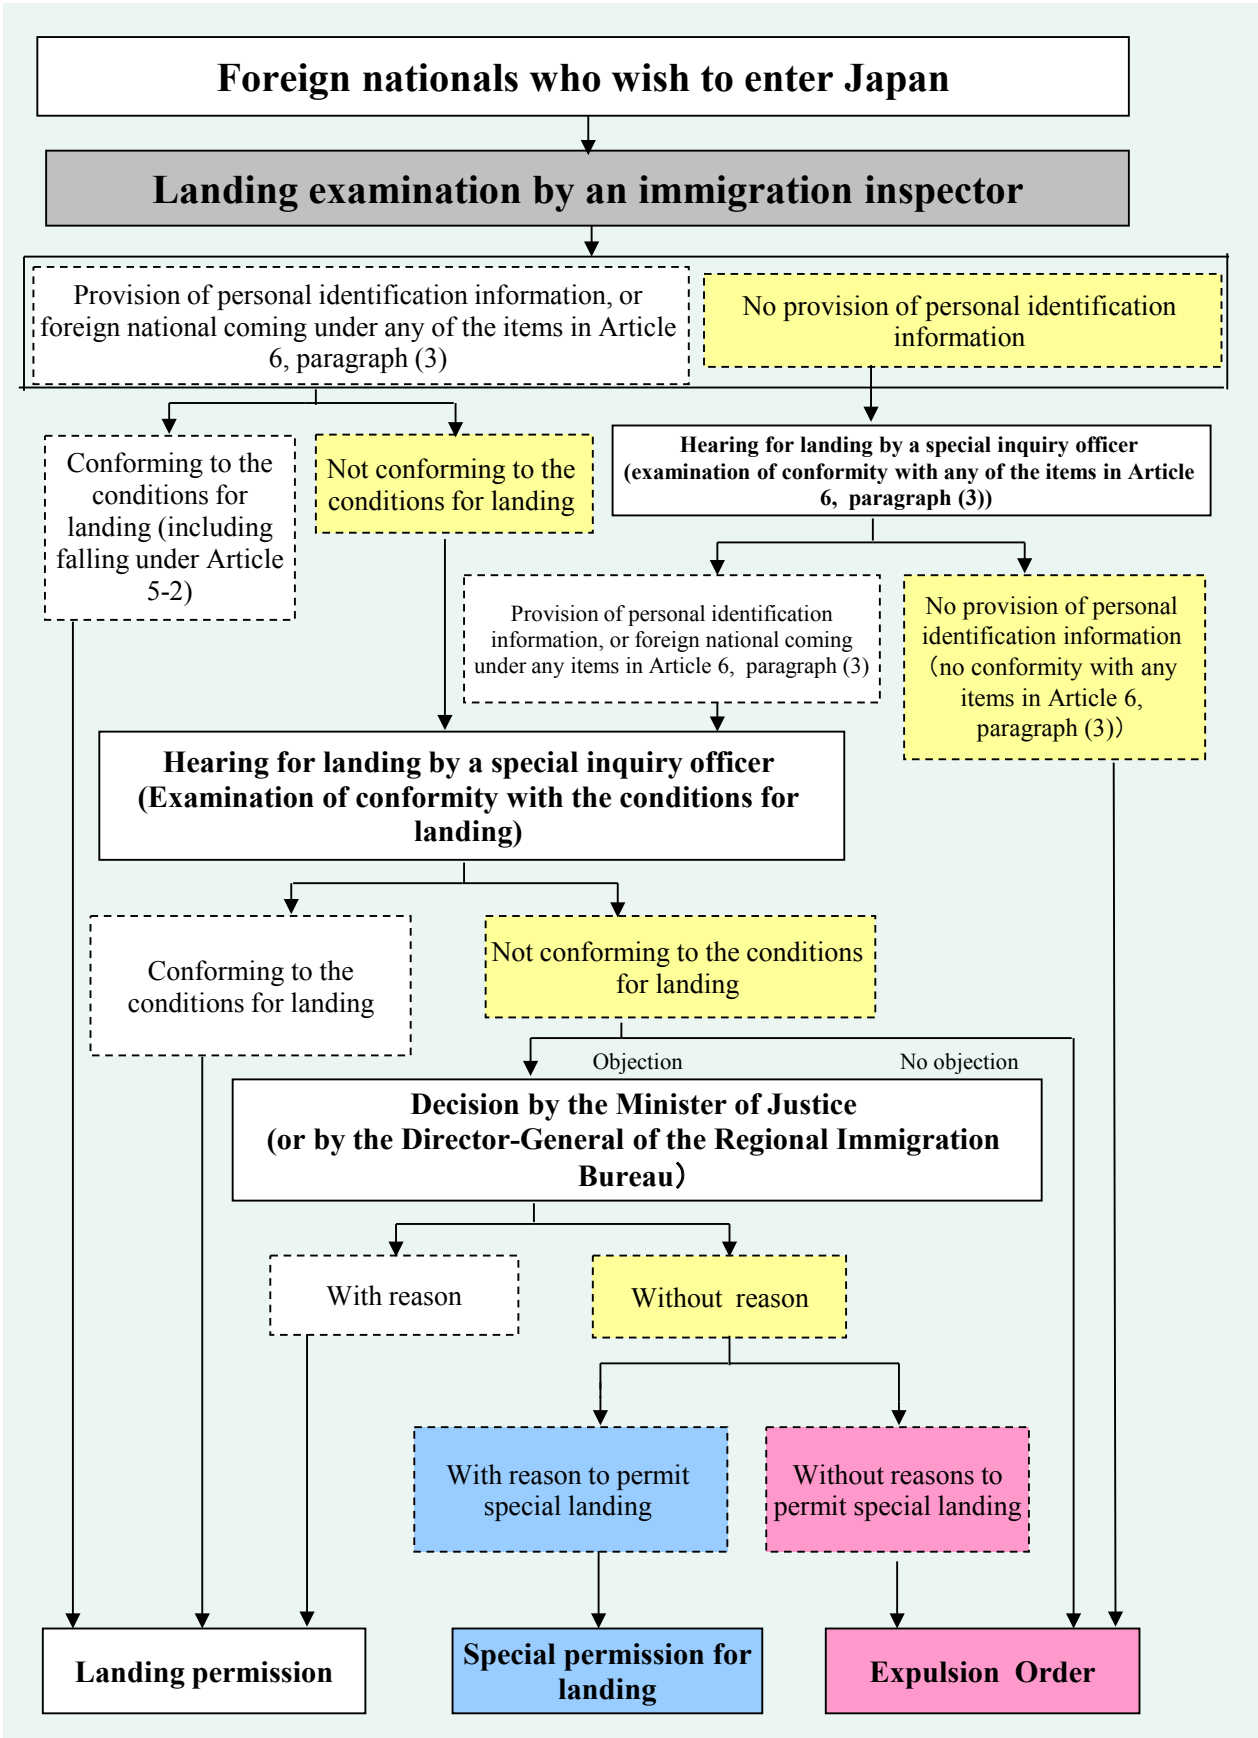 Foreign nationals who wish to enter Japan
Landing examination by an immigration inspector
Provision of personal identification information, or
foreign national coming under any of the items in Article
6, paragraph (3)
No provision of personal identification
information
Conforming to the
conditions for
landing (including
falling under Article
5-2)
Not conforming to the
conditions for landing
Hearing for landing by a special inquiry officer
(examination of conformity with any of the items in Article
6, paragraph (3))
Provision of personal identification
information, or foreign national coming
under any items in Article 6, paragraph (3)
No provision of personal
identification information
（no conformity with any
items in Article 6,
paragraph (3)）
Hearing for landing by a special inquiry officer
(Examination of conformity with the conditions for
landing)
Conforming to the
conditions for landing
Not conforming to the conditions
for landing
Objection
No objection
Decision by the Minister of Justice
(or by the Director-General of the Regional Immigration
Bureau）
With reason
Without reason
With reason to permit
special landing
Without reasons to
permit special landing
Landing permission
Special permission for
landing
Expulsion Order